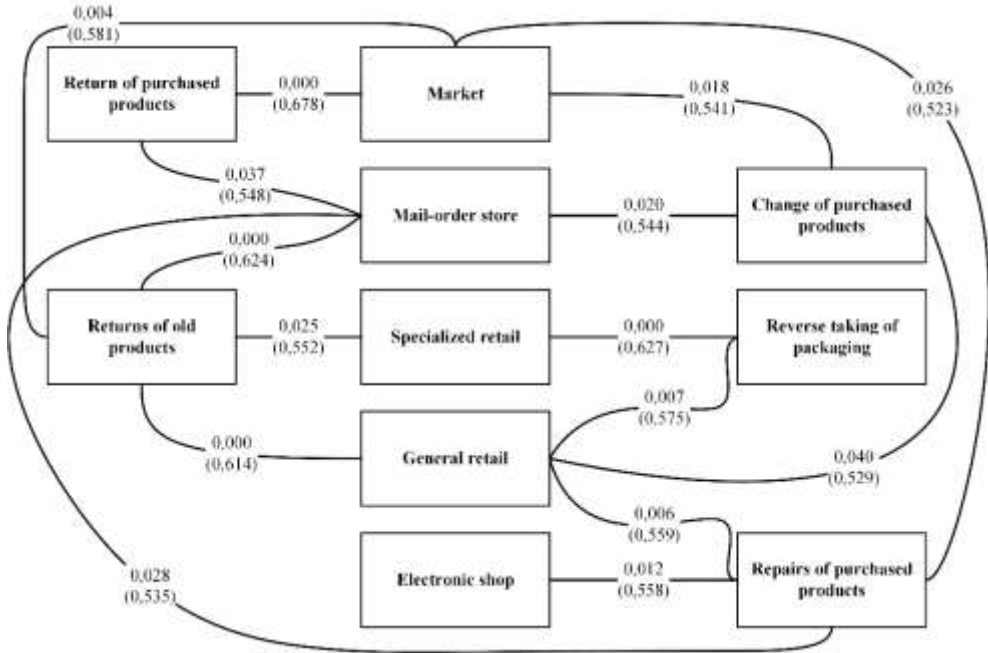 0,004
(0,581)
Return of purchased
products
0,000
(0,678)
Market
0,018
(0,541)
0,026
(0,523)
0,037
(0,548)
Mail-order store
0,020
(0,544)
Change of purchased
products
0,000
(0,624)
Returns of old
products
0,025
(0,552)
Specialized retail
0,000
(0,627)
Reverse taking of
packaging
0,007
(0,575)
0,000
(0,614)
General retail
0,040
(0,529)
0,006
(0,559)
Electronic shop
0,012
(0,558)
Repairs of purchased
products
0,028
(0,535)